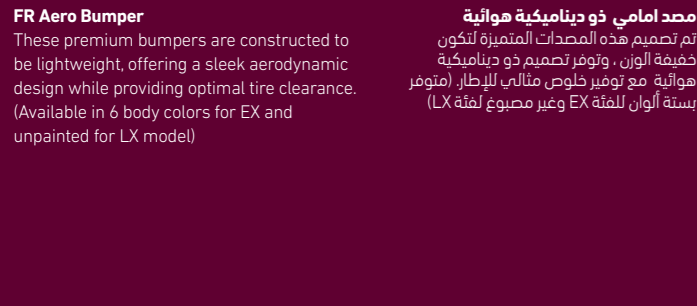 FR Aero Bumper
These premium bumpers are constructed to
be lightweight, offering a sleek aerodynamic
design while providing optimal tire clearance.
(Available in 6 body colors for EX and
unpainted for LX model)
مصد امامي ذو ديناميكية هوائية
تم تصميم هذه المصدات المتميزة لتكون
خفيفة الوزن ، وتوفر تصميم ذو ديناميكية
هوائية مع توفير خلوص مثالي للإطار. (متوفر
بستة ألوان للفئة EX وغير مصبوغ لفئة LX)